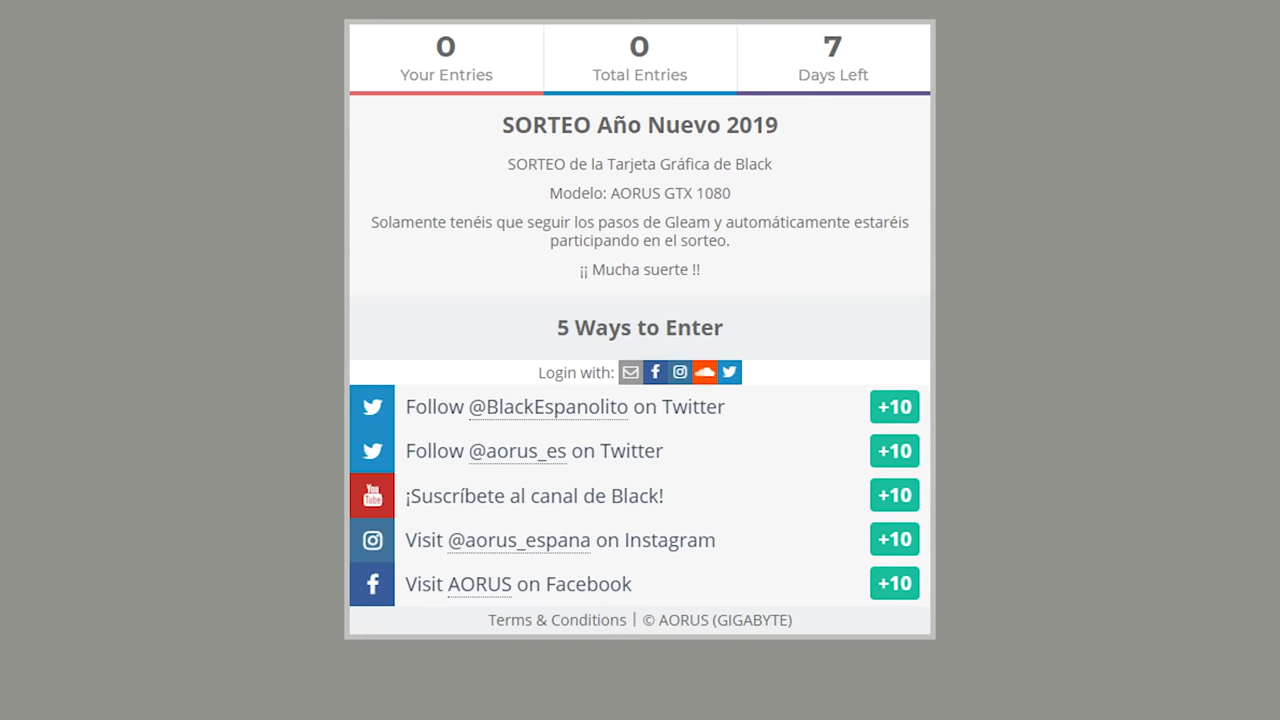 0
Your Entries
0
Total Entries
7
Days Left
SORTEO Año Nuevo 2019
SORTEO de la Tarjeta Gráfica de Black
Modelo: AORUS GTX 1080
Solamente tenéis que seguir los pasos de Gleam y automáticamente estaréis
participando en el sorteo.
¡¡ Mucha suerte !!
5 Ways to Enter
Login with:
Follow @BlackEspanolito on Twitter +10
Follow @aorus_es on Twitter +10
You Tube ¡Suscríbete al canal de Black! +10
Visit @aorus_espana on Instagram +10
Visit AORUS on Facebook +10
Terms & Conditions | © AORUS (GIGABYTE)